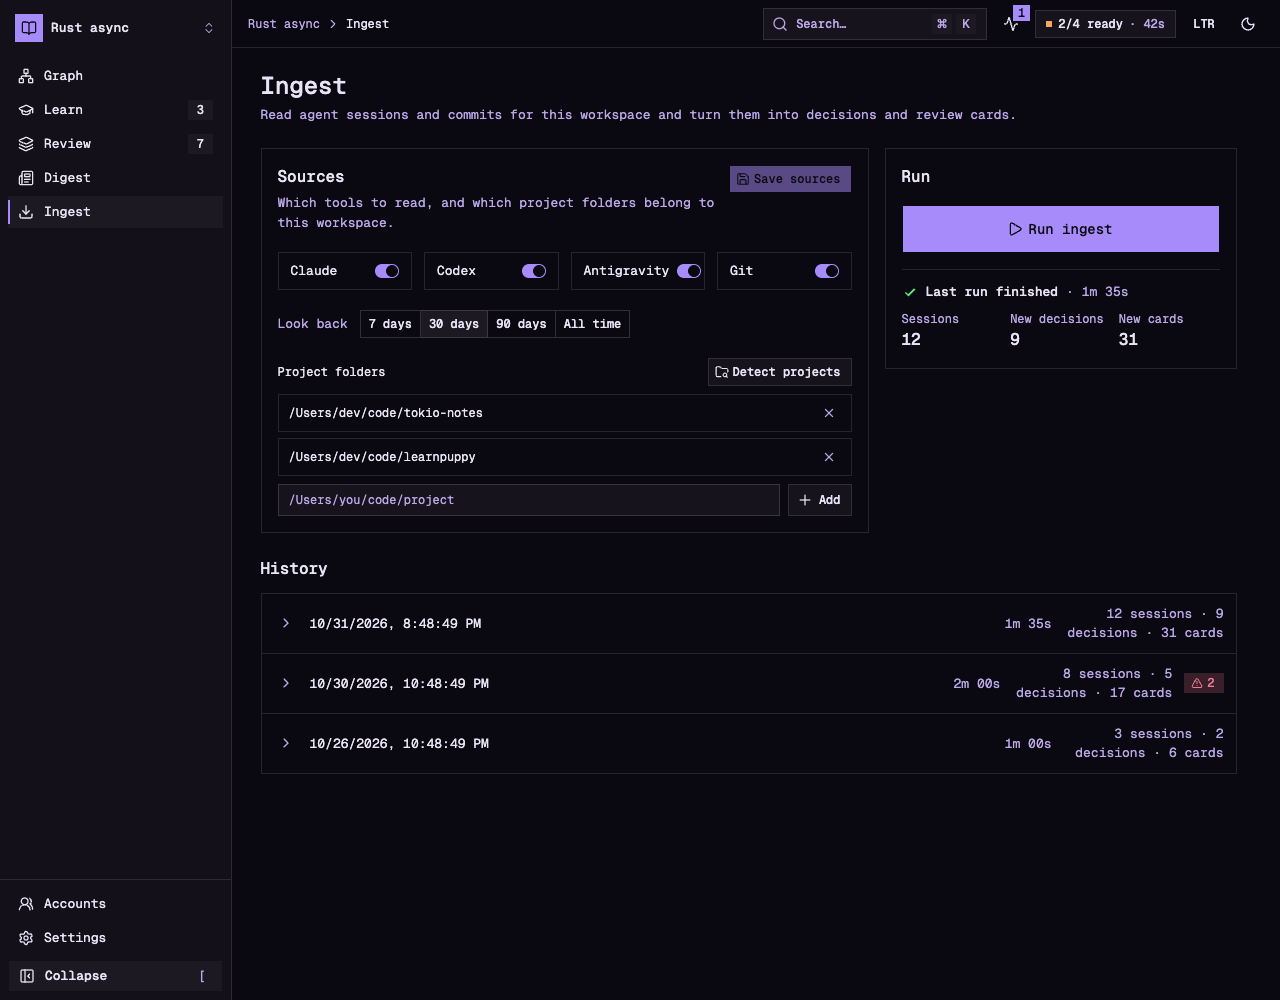 Rust async
Graph
Learn 3
Review 7
Digest
Ingest
Accounts
Settings
Collapse [
Rust async > Ingest
Search… ⌘ K
1
2/4 ready · 42s
LTR
Ingest
Read agent sessions and commits for this workspace and turn them into decisions and review cards.
Sources
Save sources
Which tools to read, and which project folders belong to
this workspace.
Claude
Codex
Antigravity
Git
Look back
7 days
30 days
90 days
All time
Project folders
Detect projects
/Users/dev/code/tokio-notes
/Users/dev/code/learnpuppy
/Users/you/code/project
Add
Run
Run ingest
Last run finished · 1m 35s
Sessions
New decisions
New cards
12
9
31
History
10/31/2026, 8:48:49 PM
1m 35s
12 sessions · 9
decisions · 31 cards
10/30/2026, 10:48:49 PM
2m 00s
8 sessions · 5
decisions · 17 cards
2
10/26/2026, 10:48:49 PM
1m 00s
3 sessions · 2
decisions · 6 cards